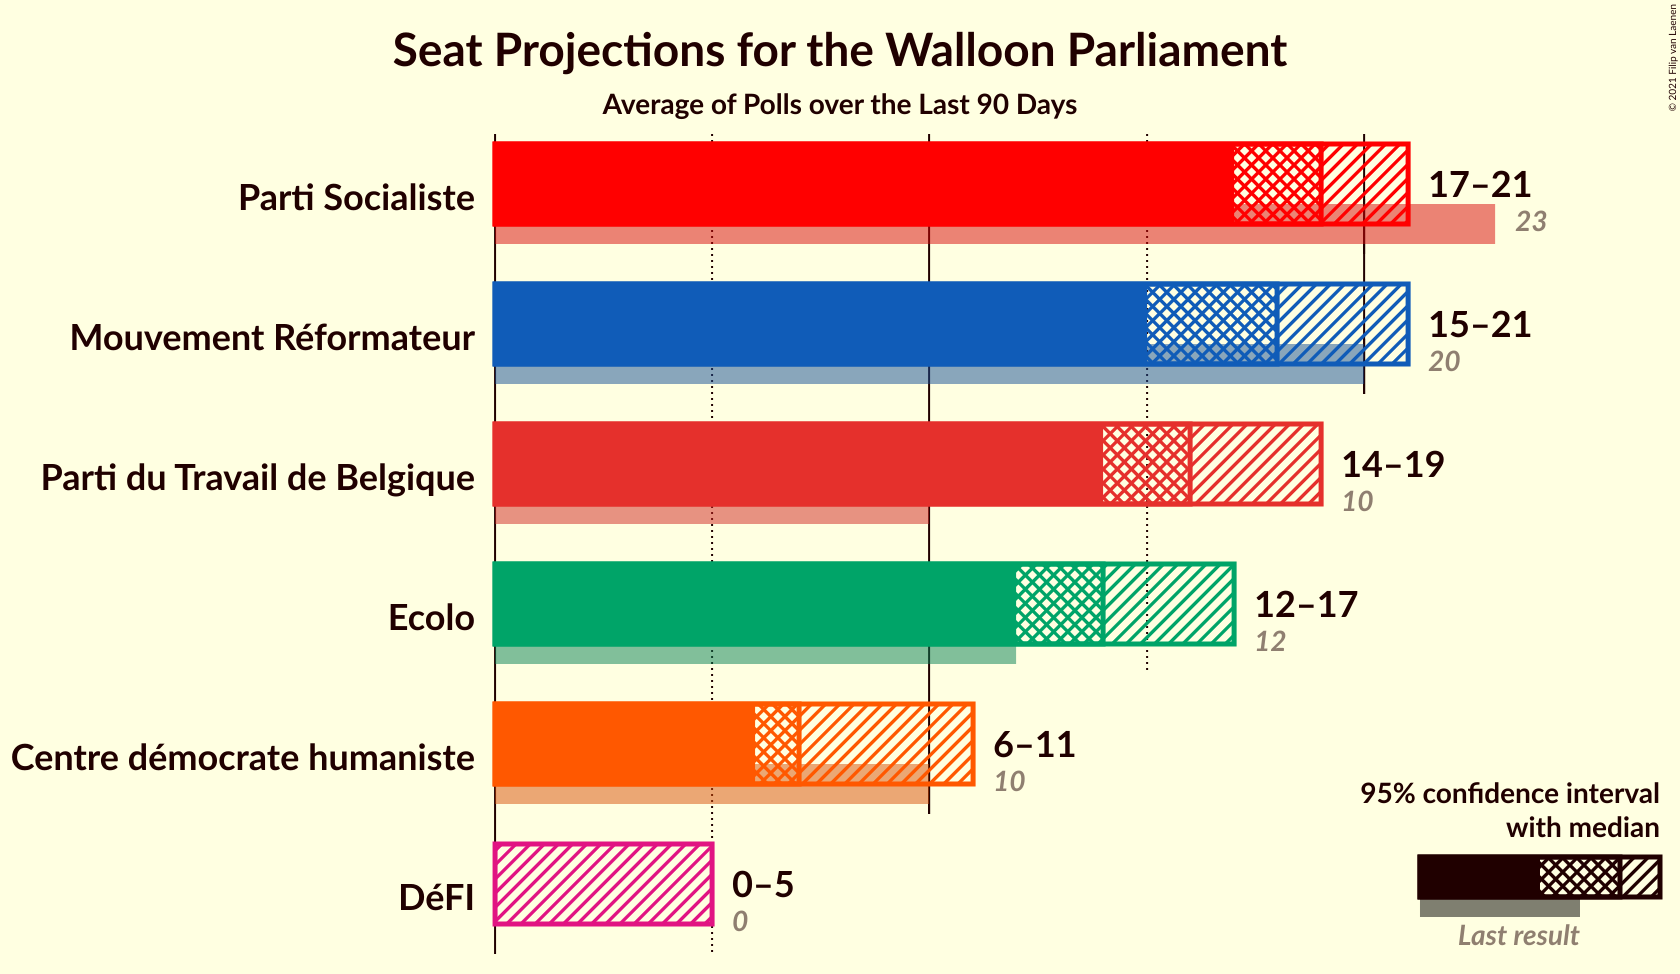 Seat Projections for the Walloon Parliament
Average of Polls over the Last 90 Days
© 2021 Filip van Laenen
Parti Socialiste
17–21
23
Mouvement Réformateur
15–21
20
Parti du Travail de Belgique
14–19
10
Ecolo
12–17
12
Centre démocrate humaniste
6–11
10
DéFI
0–5
0
95% confidence interval
with median
Last result